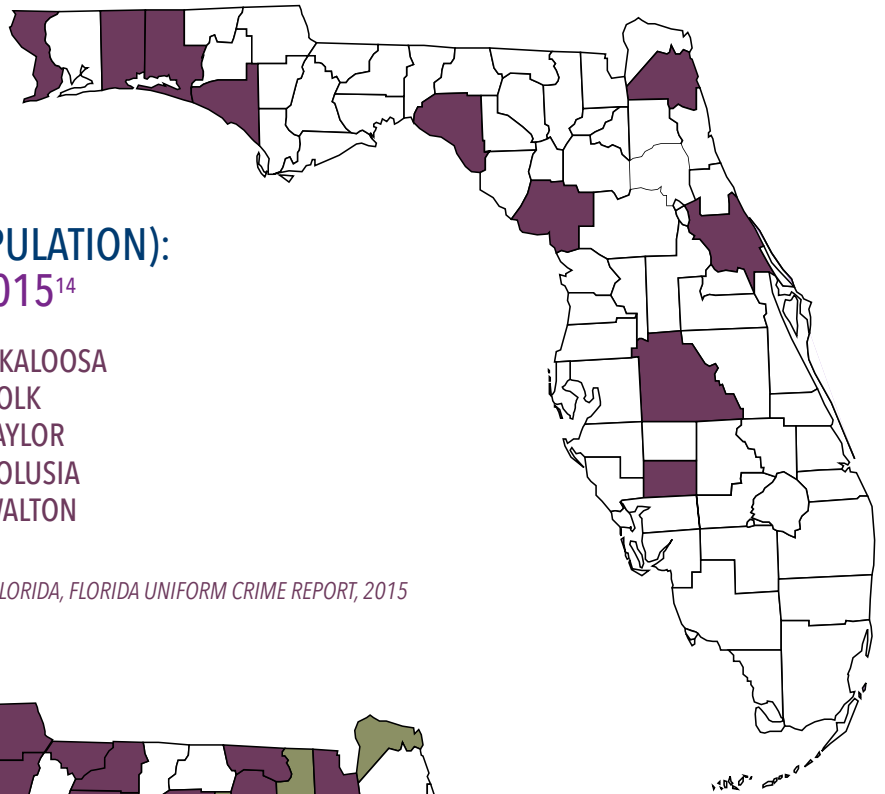 PULATION):
015¹⁴
KALOOSA
OLK
AYLOR
OLUSIA
VALTON
LORIDA, FLORIDA UNIFORM CRIME REPORT, 2015